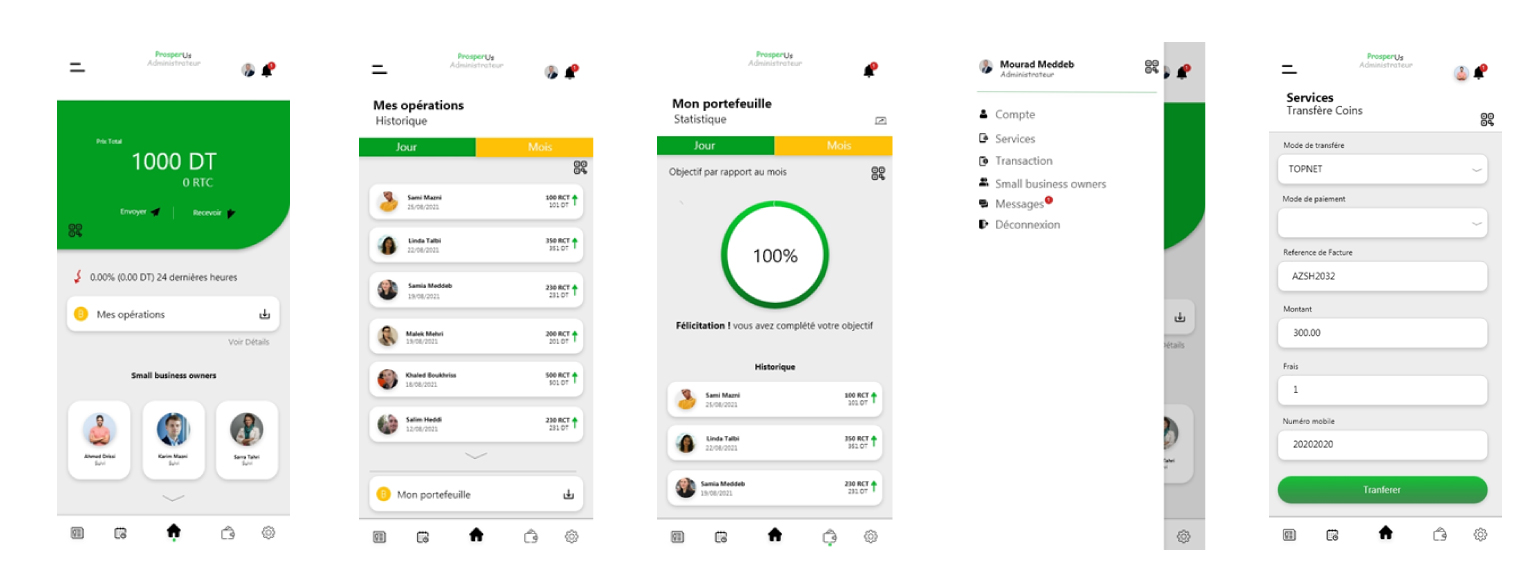 ProsperUs
Administrateur
Prix Total
1000 DT
0 RTC
Envoyer
Recevoir
0.00% (0.00 DT) 24 dernières heures
B Mes opérations
Voir Détails
Small business owners
Ahmed Drissi
Suivi
Karim Mazni
Suivi
Sarra Tahri
Suivi
ProsperUs
Administrateur
Mes opérations
Historique
Jour Mois
Sami Mazni 100 RCT
25/08/2021 101 DT
Linda Talbi 350 RCT
22/08/2021 351 DT
Samia Meddeb 230 RCT
19/08/2021 231 DT
Malek Mehri 200 RCT
19/08/2021 201 DT
Khaled Boukhriss 500 RCT
18/08/2021 501 DT
Salim Heddi 230 RCT
12/08/2021 231 DT
B Mon portefeuille
ProsperUs
Administrateur
Mon portefeuille
Statistique
Jour Mois
Objectif par rapport au mois
100%
Félicitation ! vous avez complété votre objectif
Historique
Sami Mazni 100 RCT
25/08/2021 101 DT
Linda Talbi 350 RCT
22/08/2021 351 DT
Samia Meddeb 230 RCT
19/08/2021 231 DT
Mourad Meddeb
Administrateur
Compte
Services
Transaction
Small business owners
Messages
Déconnexion
Détails
Tahri
ProsperUs
Administrateur
Services
Transfère Coins
Mode de transfére
TOPNET
Mode de paiement
Reference de Facture
AZSH2032
Montant
300.00
Frais
1
Numéro mobile
20202020
Tranferer